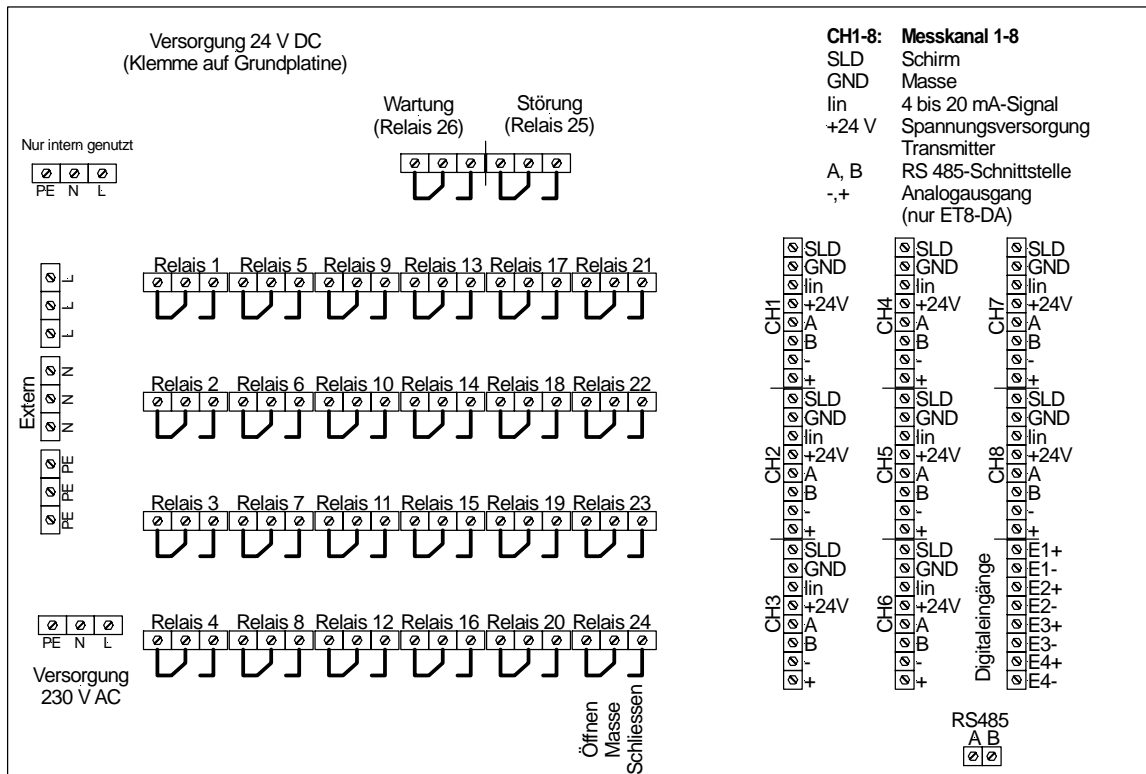 Versorgung 24 V DC
(Klemme auf Grundplatine)
Wartung
(Relais 26)
Störung
(Relais 25)
Nur intern genutzt
PE N L
CH1-8: Messkanal 1-8
SLD Schirm
GND Masse
Iin 4 bis 20 mA-Signal
+24 V Spannungsversorgung
Transmitter
A, B RS 485-Schnittstelle
-,+ Analogausgang
(nur ET8-DA)
Extern
L
L
L
N
N
N
PE
PE
PE
Relais 1 Relais 5 Relais 9 Relais 13 Relais 17 Relais 21
Relais 2 Relais 6 Relais 10 Relais 14 Relais 18 Relais 22
Relais 3 Relais 7 Relais 11 Relais 15 Relais 19 Relais 23
Relais 4 Relais 8 Relais 12 Relais 16 Relais 20 Relais 24
PE N L
Versorgung
230 V AC
Öffnen
Masse
Schliessen
CH1
SLD
GND
Iin
+24V
A
B
-
+
CH2
SLD
GND
Iin
+24V
A
B
-
+
CH3
SLD
GND
Iin
+24V
A
B
-
+
CH4
SLD
GND
Iin
+24V
A
B
-
+
CH5
SLD
GND
Iin
+24V
A
B
-
+
CH6
SLD
GND
Iin
+24V
A
B
-
+
CH7
SLD
GND
Iin
+24V
A
B
-
+
CH8
SLD
GND
Iin
+24V
A
B
-
+
Digitaleingänge
E1+
E1-
E2+
E2-
E3+
E3-
E4+
E4-
RS485
A B